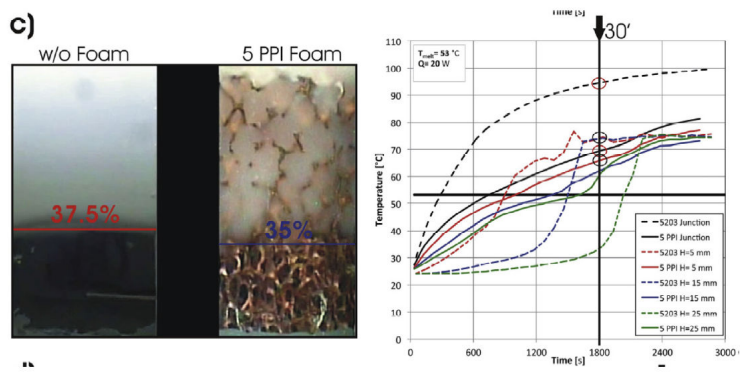 c)
w/o Foam
5 PPI Foam
37.5%
35%
Time [s]
30'
110
100
90
80
70
60
50
40
30
20
10
0
Temperature [°C]
Tmelt= 53 °C
Q= 20 W
5203 Junction
5 PPI Junction
5203 H=5 mm
5 PPI H= 5 mm
5203 H= 15 mm
5 PPI H=15 mm
5203 H= 25 mm
5 PPI H=25 mm
0
600
1200
1800
2400
3000
Time [s]